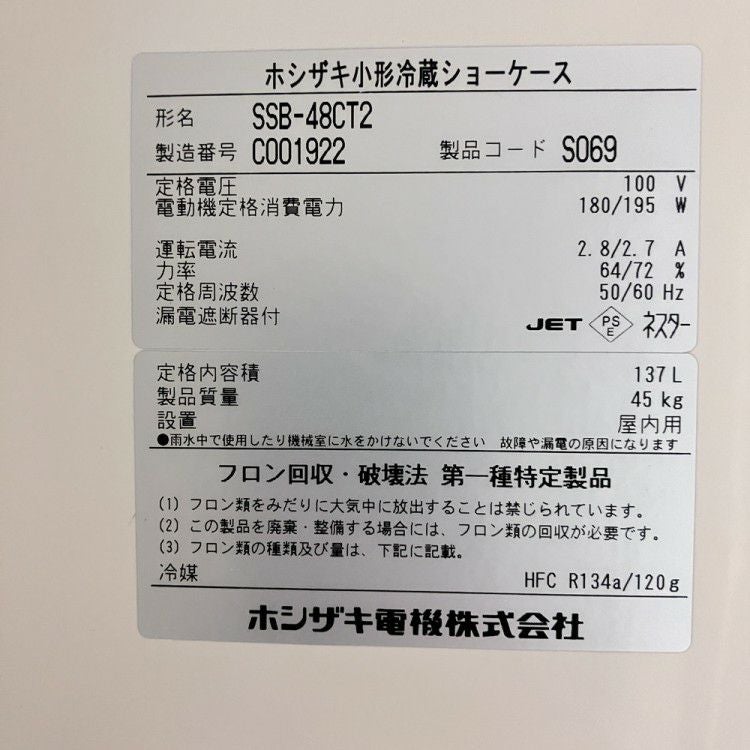 ホシザキ小形冷蔵ショーケース
形名 SSB-48CT2
製造番号 C001922 製品コード S069
定格電圧 100 V
電動機定格消費電力 180/195 W
運転電流 2.8/2.7 A
力率 64/72 %
定格周波数 50/60 Hz
漏電遮断器付 JET PS E ネスター
定格内容積 137 L
製品質量 45 kg
設置 屋内用
●雨水中で使用したり機械室に水をかけないでください 故障や漏電の原因になります
フロン回収・破壊法 第一種特定製品
(1) フロン類をみだりに大気中に放出することは禁じられています。
(2) この製品を廃棄・整備する場合には、フロン類の回収が必要です。
(3) フロン類の種類及び量は、下記に記載。
冷媒 HFC R134a/120g
ホシザキ電機株式会社